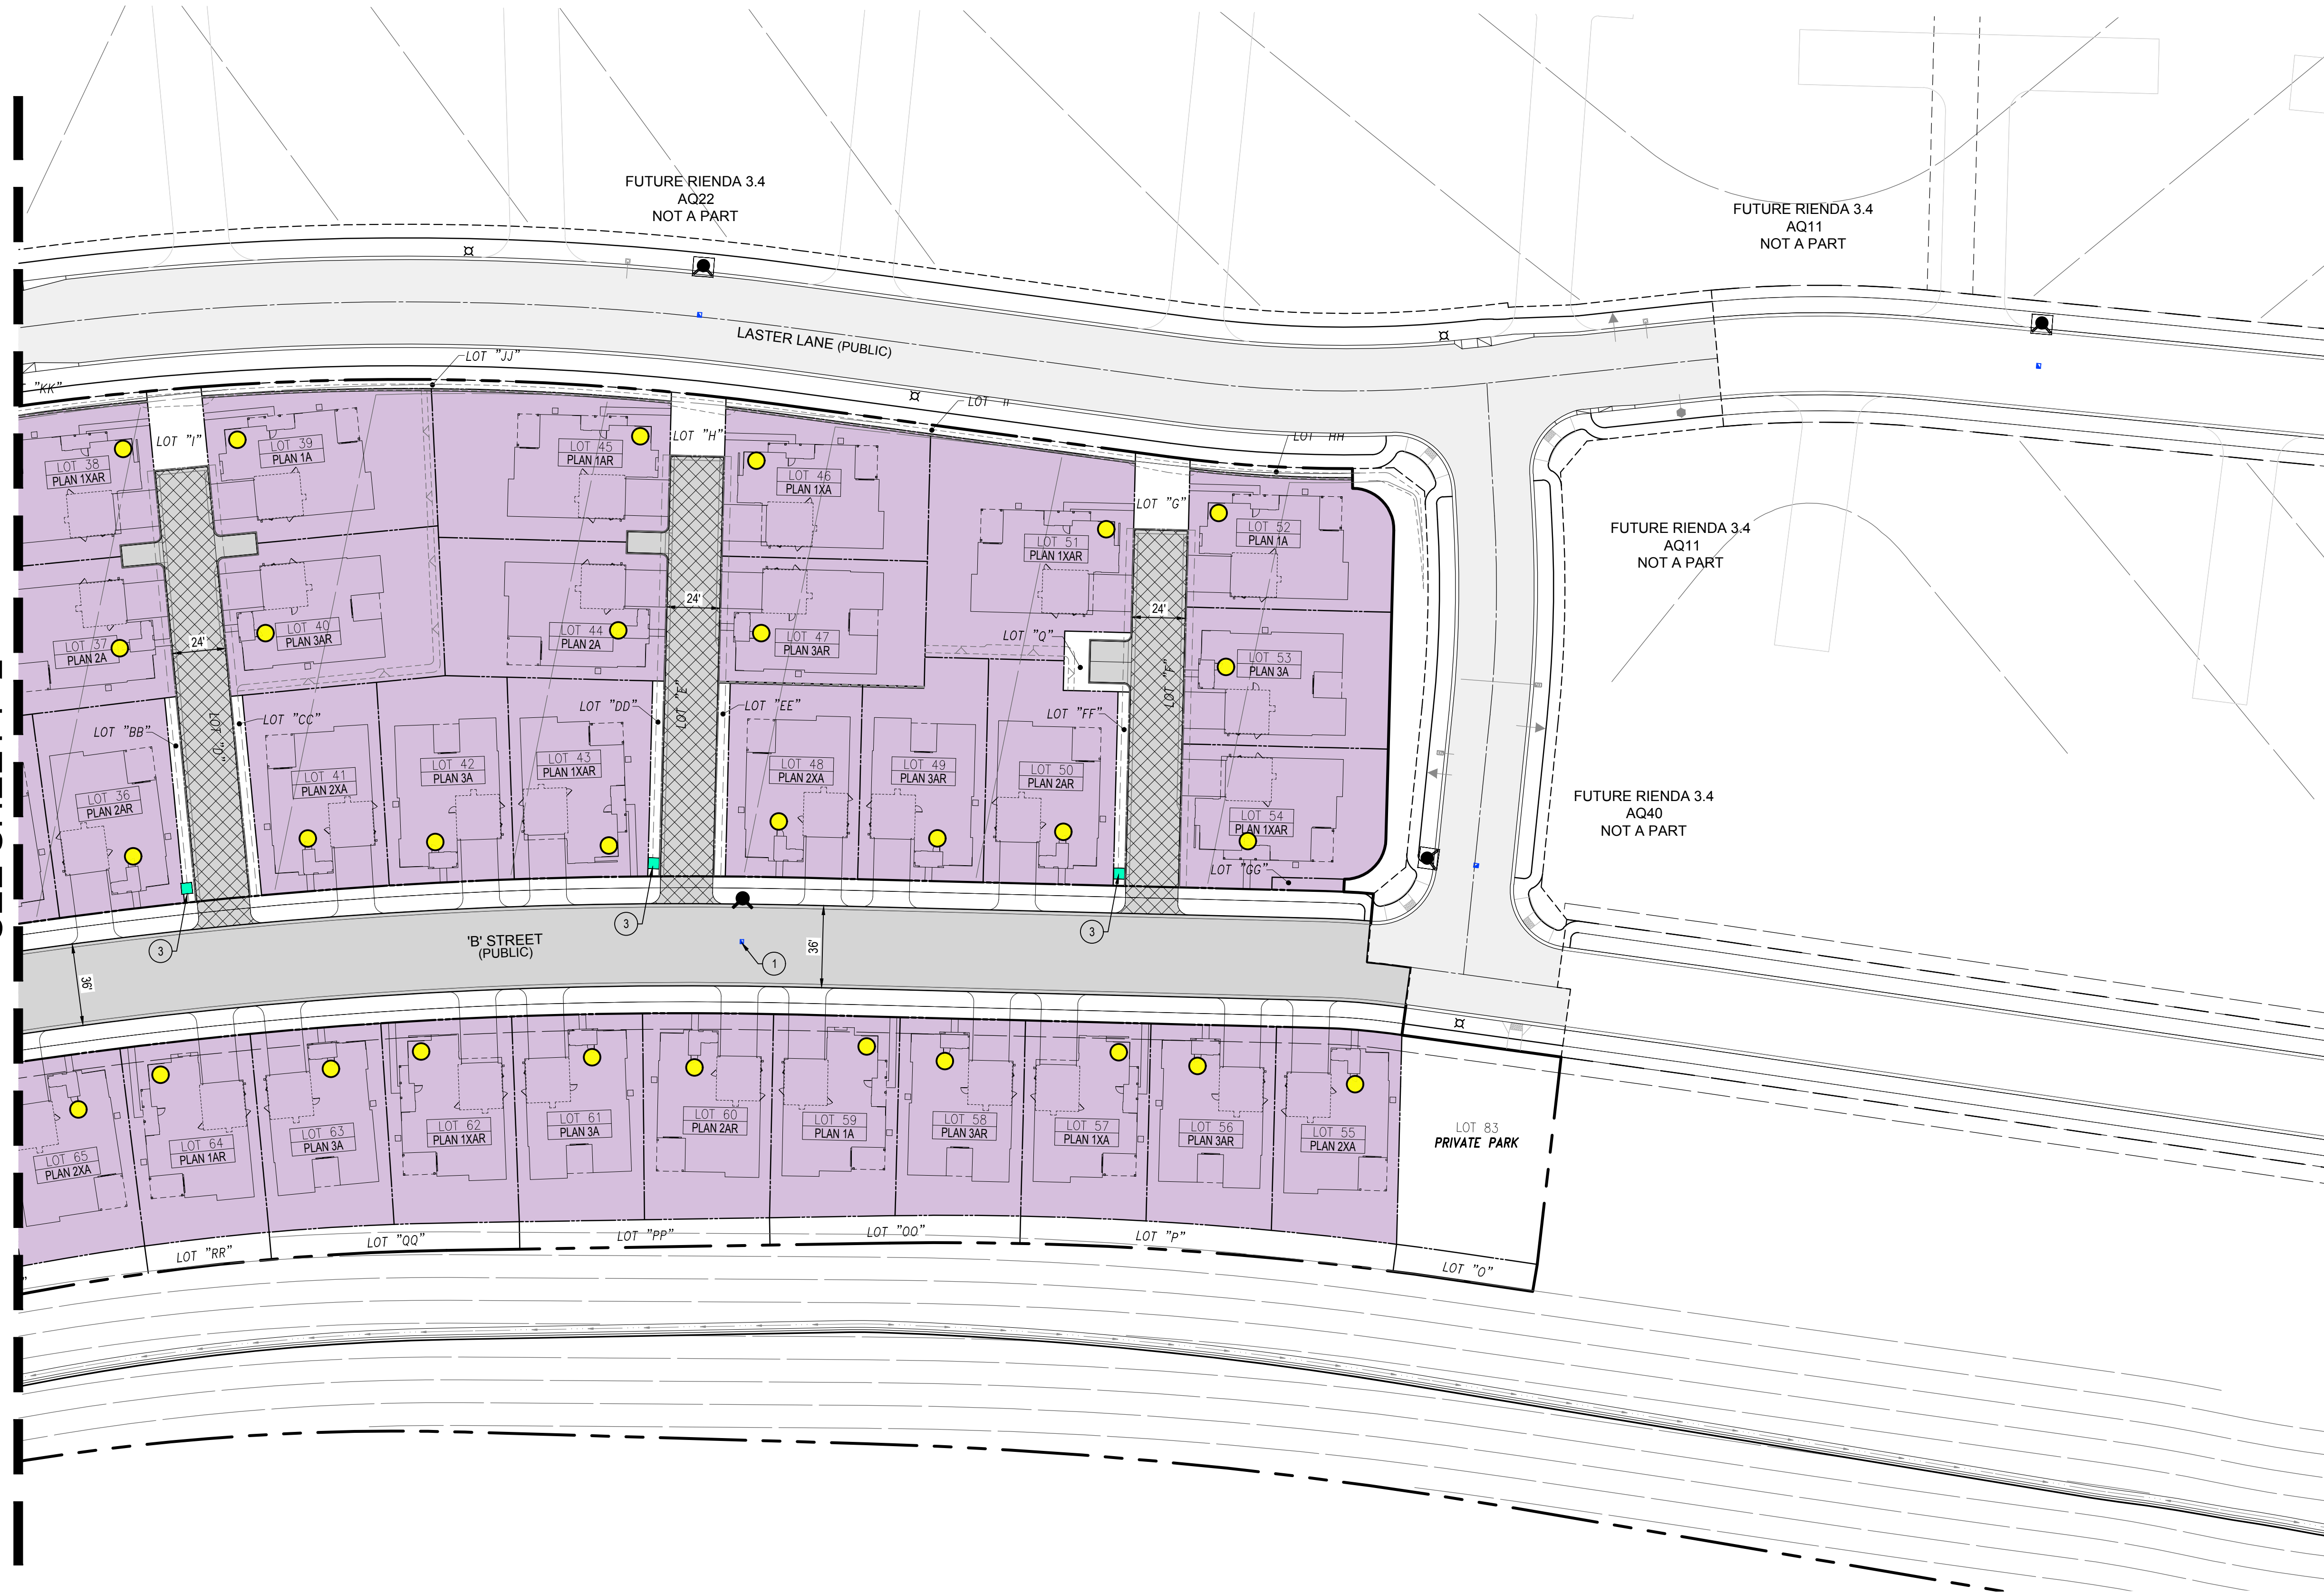 FUTURE RIENDA 3.4
AQ22
NOT A PART
FUTURE RIENDA 3.4
AQ11
NOT A PART
LASTER LANE (PUBLIC)
LOT "JJ"
"KK"
LOT "I"
LOT 39
PLAN 1A
LOT 38
PLAN 1XAR
LOT 45
PLAN 1AR
LOT "H"
LOT 46
PLAN 1XA
LOT II
LOT HH
LOT "G"
LOT 51
PLAN 1XAR
LOT 52
PLAN 1A
FUTURE RIENDA 3.4
AQ11
NOT A PART
LOT 37
PLAN 2A
24'
LOT 40
PLAN 3AR
LOT 44
PLAN 2A
24'
LOT 47
PLAN 3AR
LOT "Q"
24'
LOT 53
PLAN 3A
LOT "BB"
LOT "D"
LOT "CC"
LOT "DD"
LOT "E"
LOT "EE"
LOT "FF"
LOT "F"
LOT 36
PLAN 2AR
LOT 41
PLAN 2XA
LOT 42
PLAN 3A
LOT 43
PLAN 1XAR
LOT 48
PLAN 2XA
LOT 49
PLAN 3AR
LOT 50
PLAN 2AR
LOT 54
PLAN 1XAR
LOT "GG"
FUTURE RIENDA 3.4
AQ40
NOT A PART
3
3
3
'B' STREET
(PUBLIC)
36'
36'
1
LOT 65
PLAN 2XA
LOT 64
PLAN 1AR
LOT 63
PLAN 3A
LOT 62
PLAN 1XAR
LOT 61
PLAN 3A
LOT 60
PLAN 2AR
LOT 59
PLAN 1A
LOT 58
PLAN 3AR
LOT 57
PLAN 1XA
LOT 56
PLAN 3AR
LOT 55
PLAN 2XA
LOT 83
PRIVATE PARK
LOT "RR"
LOT "QQ"
LOT "PP"
LOT "OO"
LOT "P"
LOT "O"